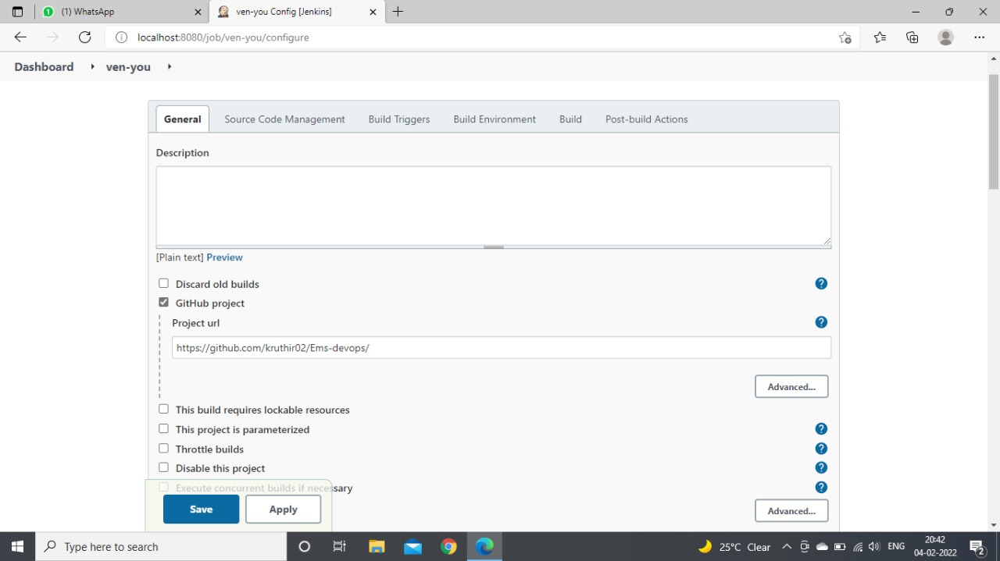 (1) WhatsApp
ven-you Config [Jenkins]
localhost:8080/job/ven-you/configure
Dashboard ven-you
General Source Code Management Build Triggers Build Environment Build Post-build Actions
Description
[Plain text] Preview
Discard old builds
GitHub project
Project url
https://github.com/kruthir02/Ems-devops/
Advanced...
This build requires lockable resources
This project is parameterized
Throttle builds
Disable this project
Execute concurrent builds if necessary
Save Apply
Advanced...
Type here to search
25°C Clear
ENG
20:42
04-02-2022
2